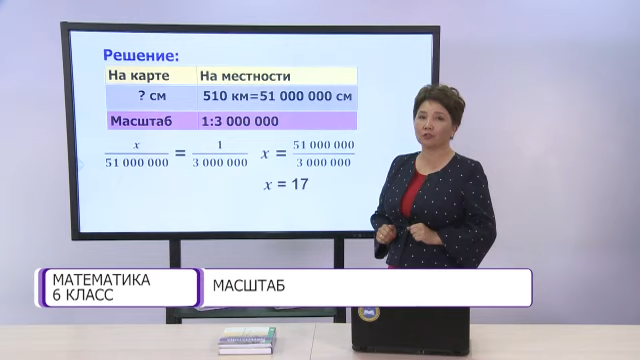 Решение:
На карте На местности
? см 510 км=51 000 000 см
Масштаб 1:3 000 000
x/51 000 000 = 1/3 000 000 x = 51 000 000/3 000 000
x = 17
МАТЕМАТИКА
6 КЛАСС
МАСШТАБ